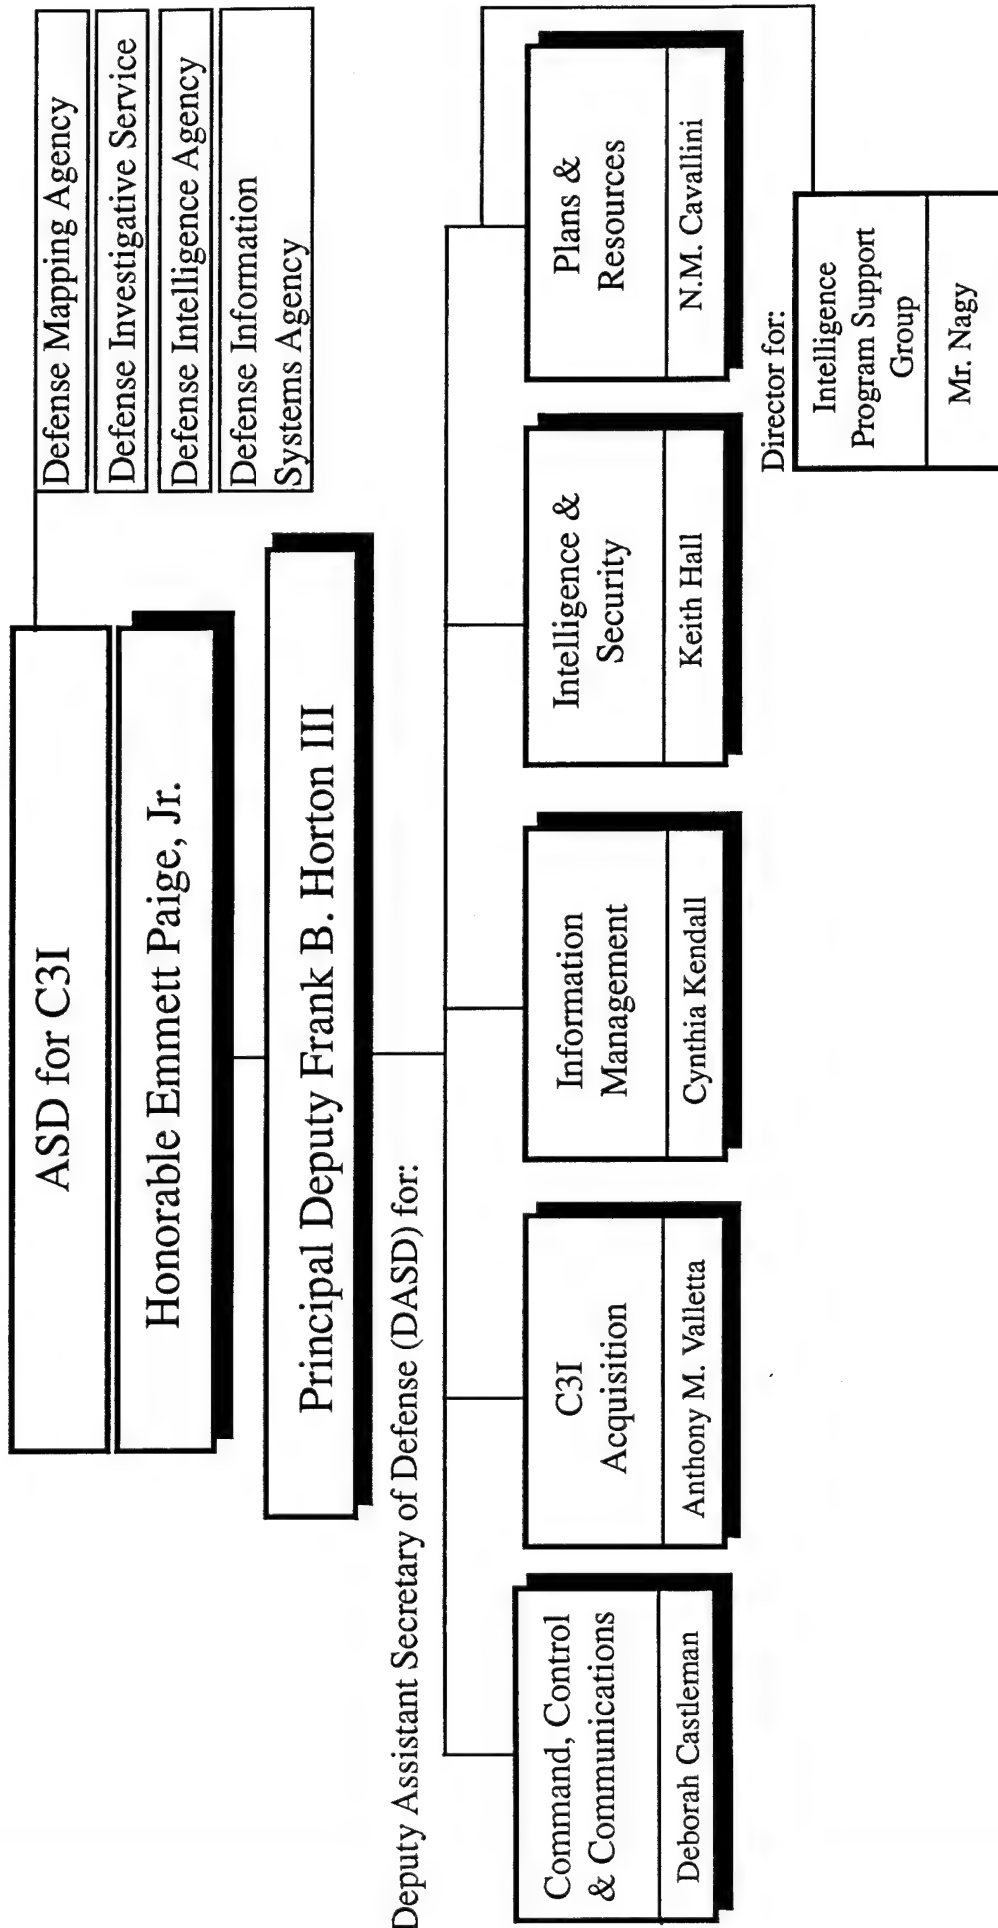 ASD for C3I
Honorable Emmett Paige, Jr.
Defense Mapping Agency
Defense Investigative Service
Defense Intelligence Agency
Defense Information
Systems Agency
Principal Deputy Frank B. Horton III
Deputy Assistant Secretary of Defense (DASD) for:
Command, Control
& Communications
Deborah Castleman
C3I
Acquisition
Anthony M. Valletta
Information
Management
Cynthia Kendall
Intelligence &
Security
Keith Hall
Plans &
Resources
N.M. Cavallini
Director for:
Intelligence
Program Support
Group
Mr. Nagy